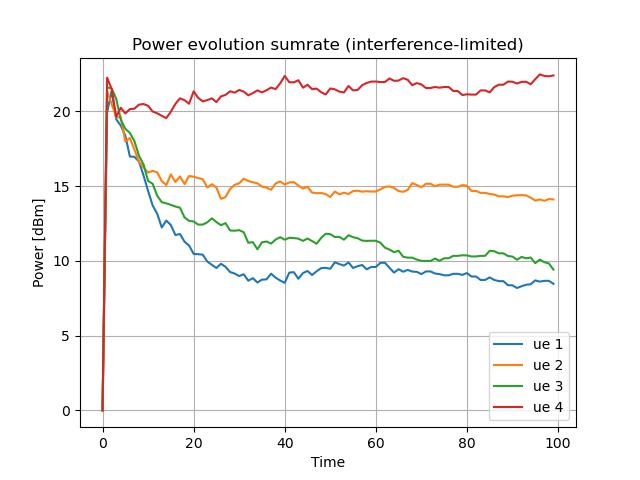 Power evolution sumrate (interference-limited)
Power [dBm]
20
15
10
5
0
0 20 40 60 80 100
Time
ue 1
ue 2
ue 3
ue 4